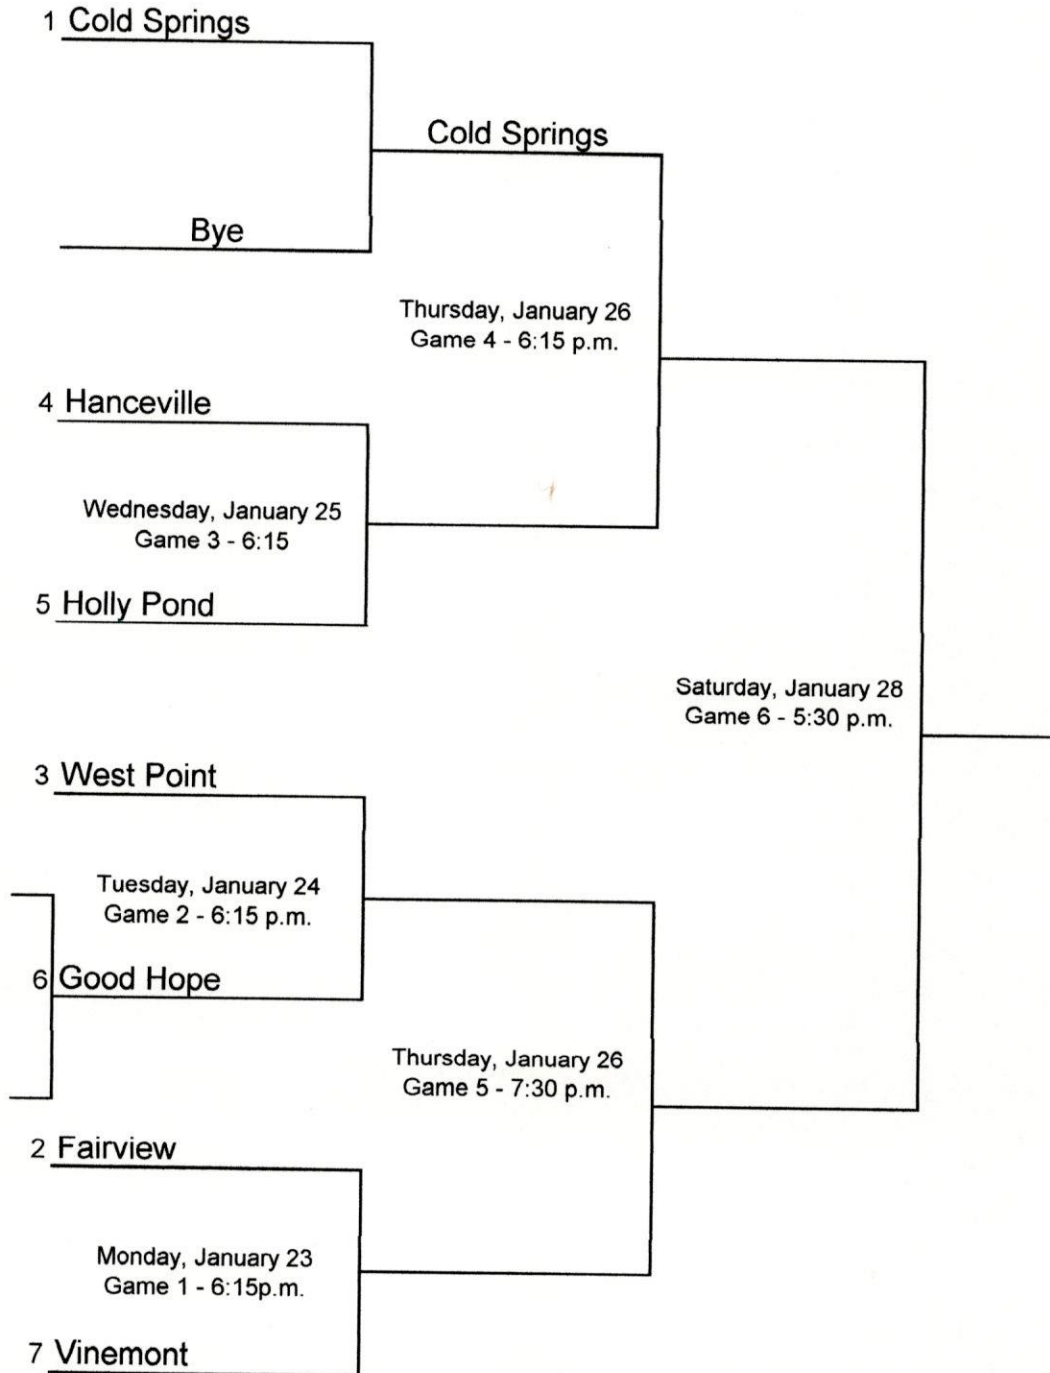 1 Cold Springs
Cold Springs
Bye
Thursday, January 26
Game 4 - 6:15 p.m.
4 Hanceville
Wednesday, January 25
Game 3 - 6:15
5 Holly Pond
Saturday, January 28
Game 6 - 5:30 p.m.
3 West Point
Tuesday, January 24
Game 2 - 6:15 p.m.
6 Good Hope
Thursday, January 26
Game 5 - 7:30 p.m.
2 Fairview
Monday, January 23
Game 1 - 6:15p.m.
7 Vinemont